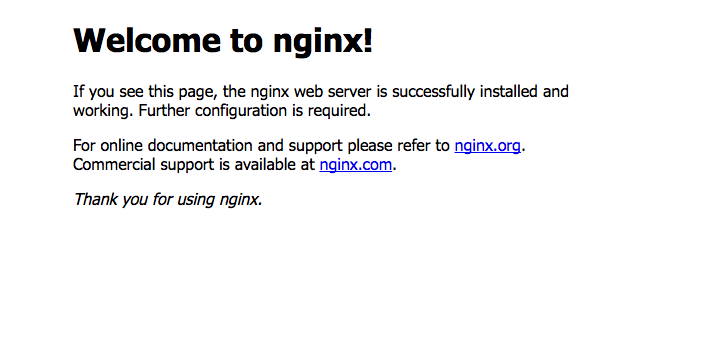 Welcome to nginx!
If you see this page, the nginx web server is successfully installed and
working. Further configuration is required.
For online documentation and support please refer to nginx.org.
Commercial support is available at nginx.com.
Thank you for using nginx.